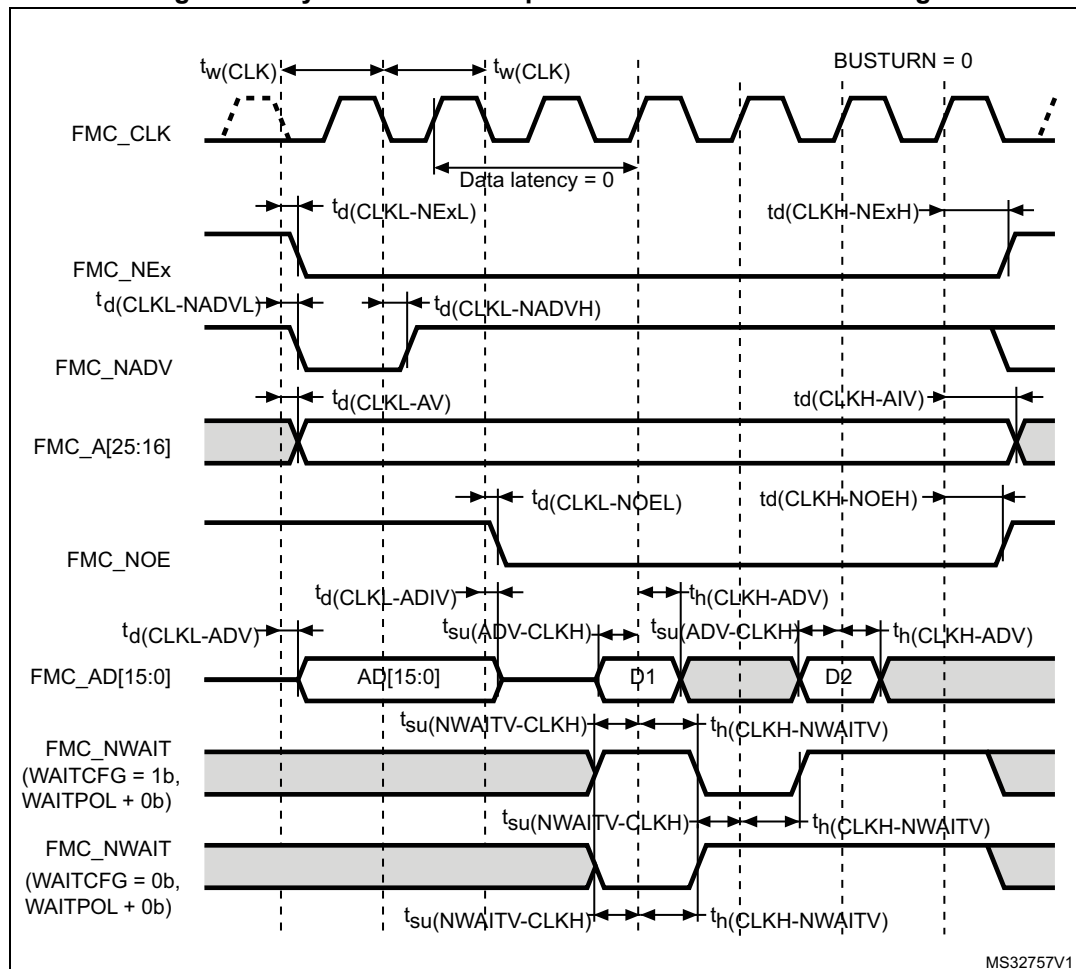 tw(CLK) tw(CLK) BUSTURN = 0
FMC_CLK
Data latency = 0
td(CLKL-NExL) td(CLKH-NExH)
FMC_NEx
td(CLKL-NADVL) td(CLKL-NADVH)
FMC_NADV
td(CLKL-AV) td(CLKH-AIV)
FMC_A[25:16]
td(CLKL-NOEL) td(CLKH-NOEH)
FMC_NOE
td(CLKL-ADIV) th(CLKH-ADV)
td(CLKL-ADV) tsu(ADV-CLKH) tsu(ADV-CLKH) th(CLKH-ADV)
FMC_AD[15:0] AD[15:0] D1 D2
tsu(NWAITV-CLKH) th(CLKH-NWAITV)
FMC_NWAIT
(WAITCFG = 1b,
WAITPOL + 0b)
tsu(NWAITV-CLKH) th(CLKH-NWAITV)
FMC_NWAIT
(WAITCFG = 0b,
WAITPOL + 0b)
tsu(NWAITV-CLKH) th(CLKH-NWAITV)
MS32757V1